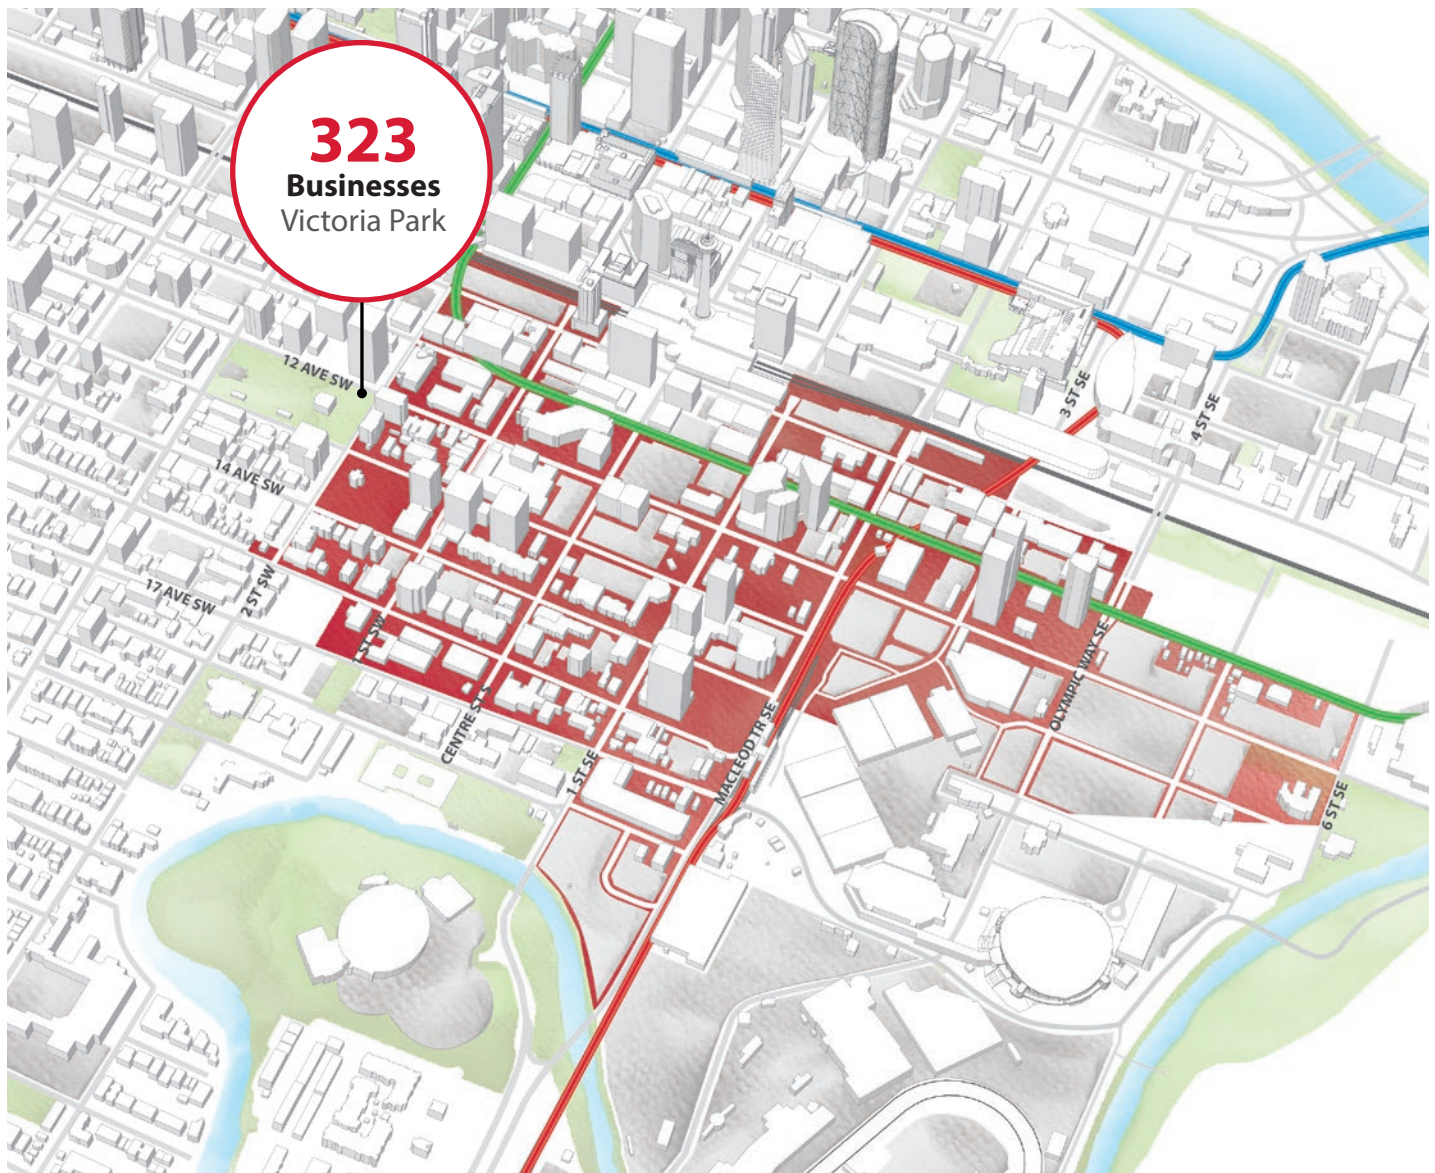 323
Businesses
Victoria Park
12 AVE SW
14 AVE SW
17 AVE SW
2 ST SW
1 ST SW
CENTRE ST S
1 ST SE
MACLEOD TR SE
OLYMPIC WAY SE
6 ST SE
3 ST SE
4 ST SE